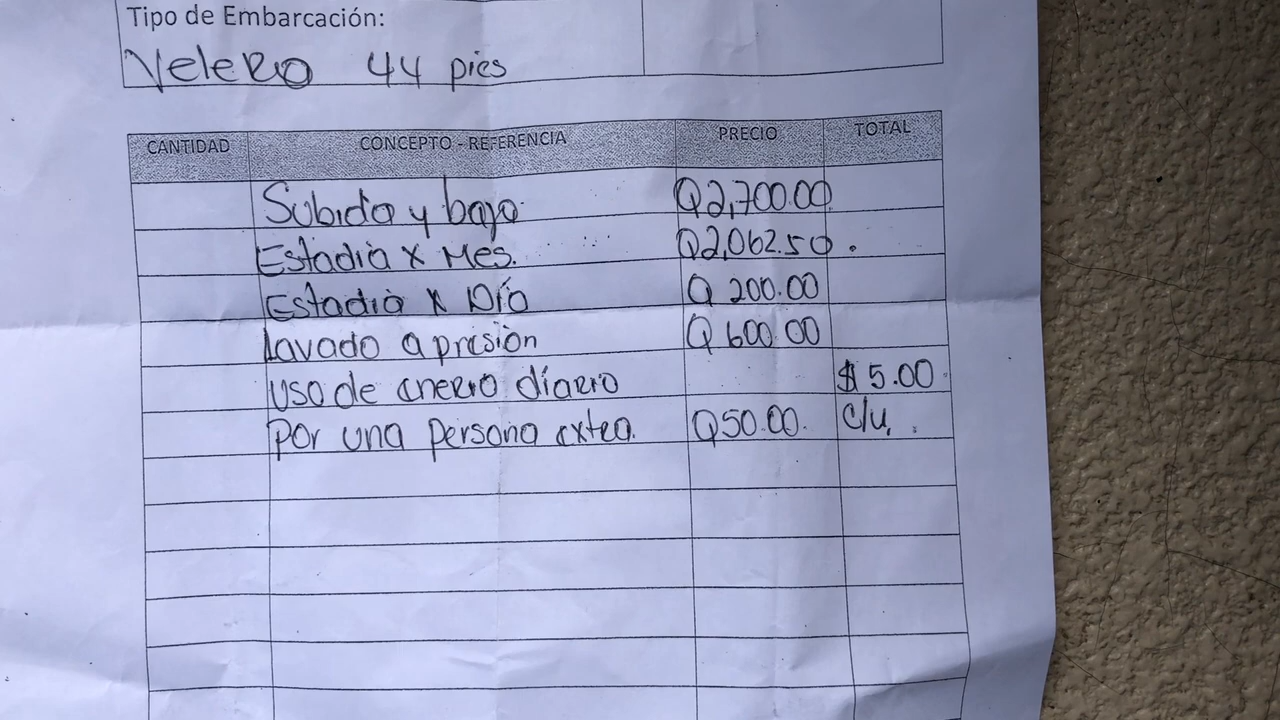 Tipo de Embarcación:
Velero 44 pies
CANTIDAD CONCEPTO - REFERENCIA PRECIO TOTAL
Subida y bajo Q2,700.00
Estadia x Mes. Q2,062.50.
Estadia x Día Q 200.00
Lavado a presión Q 600.00
Uso de diario $5.00
Por una persona extra. Q50.00. c/u.